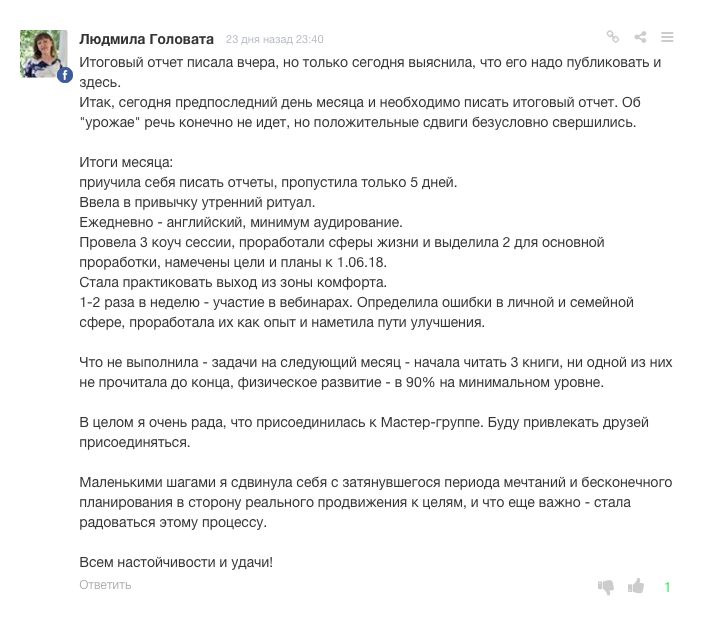 Людмила Головата 23 дня назад 23:40
Итоговый отчет писала вчера, но только сегодня выяснила, что его надо публиковать и
здесь.
Итак, сегодня предпоследний день месяца и необходимо писать итоговый отчет. Об
"урожае" речь конечно не идет, но положительные сдвиги безусловно свершились.
Итоги месяца:
приучила себя писать отчеты, пропустила только 5 дней.
Ввела в привычку утренний ритуал.
Ежедневно - английский, минимум аудирование.
Провела 3 коуч сессии, проработали сферы жизни и выделила 2 для основной
проработки, намечены цели и планы к 1.06.18.
Стала практиковать выход из зоны комфорта.
1-2 раза в неделю - участие в вебинарах. Определила ошибки в личной и семейной
сфере, проработала их как опыт и наметила пути улучшения.
Что не выполнила - задачи на следующий месяц - начала читать 3 книги, ни одной из них
не прочитала до конца, физическое развитие - в 90% на минимальном уровне.
В целом я очень рада, что присоединилась к Мастер-группе. Буду привлекать друзей
присоединяться.
Маленькими шагами я сдвинула себя с затянувшегося периода мечтаний и бесконечного
планирования в сторону реального продвижения к целям, и что еще важно - стала
радоваться этому процессу.
Всем настойчивости и удачи!
Ответить 1